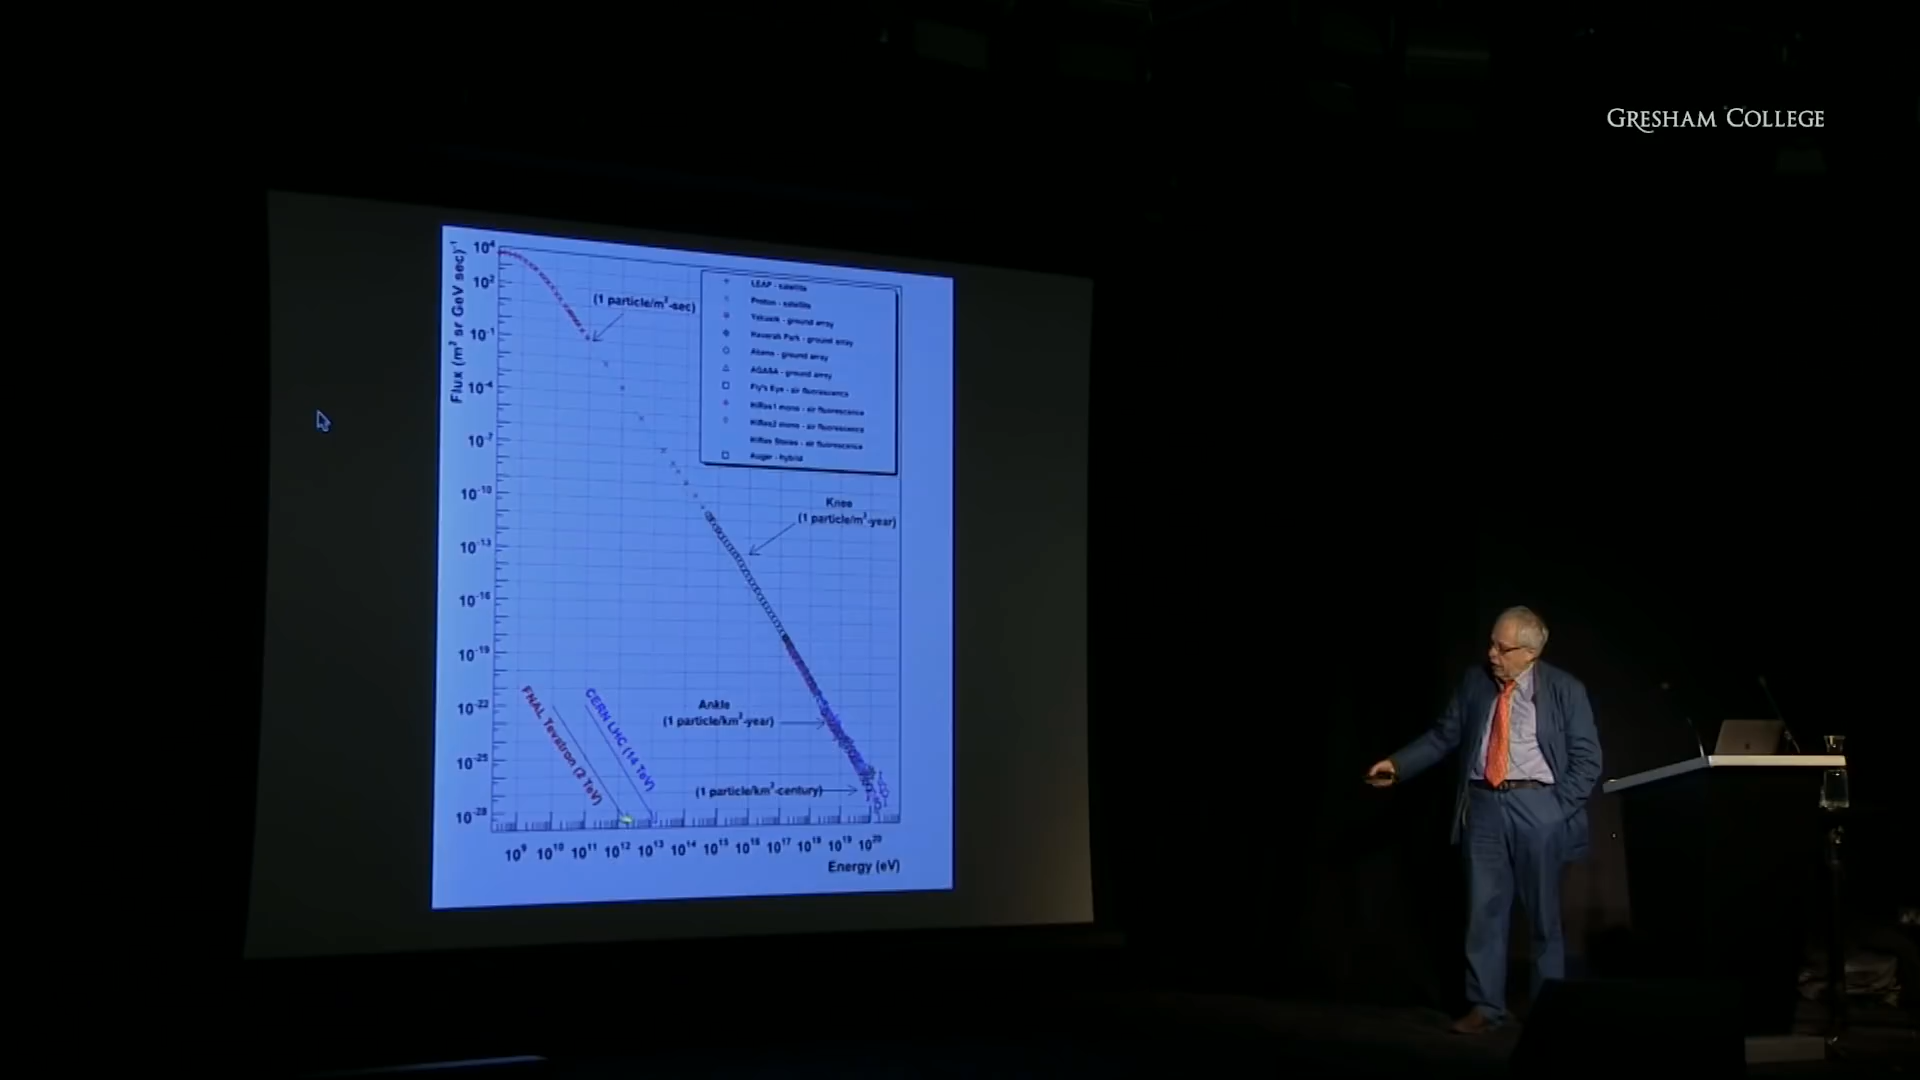 GRESHAM COLLEGE
Flux (m² sr GeV sec)⁻¹
10⁴
10²
10⁻¹
10⁻⁴
10⁻⁷
10⁻¹⁰
10⁻¹³
10⁻¹⁶
10⁻¹⁹
10⁻²²
10⁻²⁵
10⁻²⁸
(1 particle/m²-sec)
LEAP - satellite
Proton - satellite
Yakustk - ground array
Haverah Park - ground array
Akeno - ground array
AGASA - ground array
Fly's Eye - air fluorescence
HiRes1 mono - air fluorescence
HiRes2 mono - air fluorescence
HiRes Stereo - air fluorescence
Auger - hybrid
Knee
(1 particle/m²-year)
Ankle
(1 particle/km²-year)
(1 particle/km²-century)
FNAL Tevatron (2 TeV)
CERN LHC (14 TeV)
10⁹ 10¹⁰ 10¹¹ 10¹² 10¹³ 10¹⁴ 10¹⁵ 10¹⁶ 10¹⁷ 10¹⁸ 10¹⁹ 10²⁰
Energy (eV)